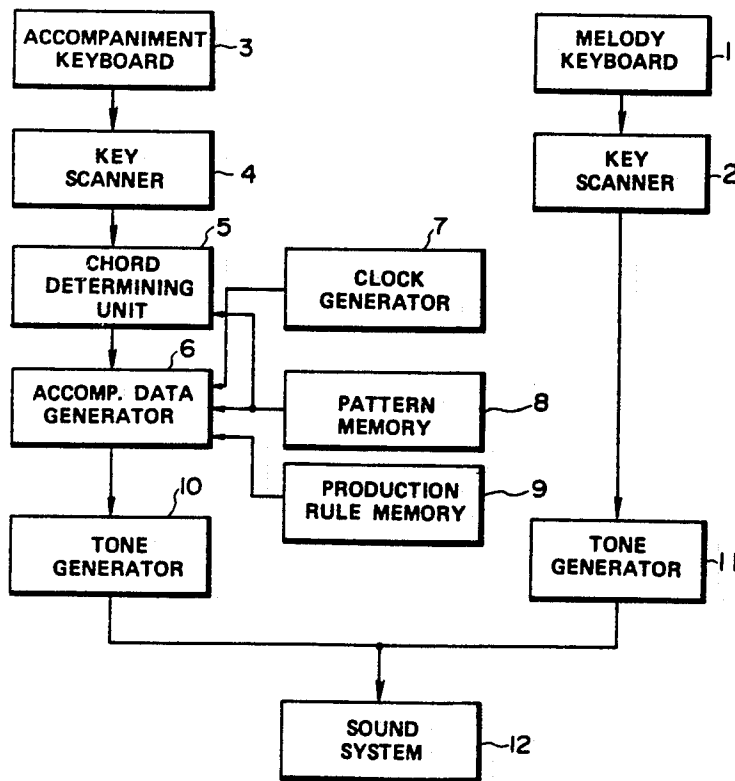 ACCOMPANIMENT
KEYBOARD
3
MELODY
KEYBOARD
1
KEY
SCANNER
4
KEY
SCANNER
2
5
CHORD
DETERMINING
UNIT
7
CLOCK
GENERATOR
6
ACCOMP. DATA
GENERATOR
PATTERN
MEMORY
8
PRODUCTION
RULE MEMORY
9
10
TONE
GENERATOR
TONE
GENERATOR
11
SOUND
SYSTEM
12